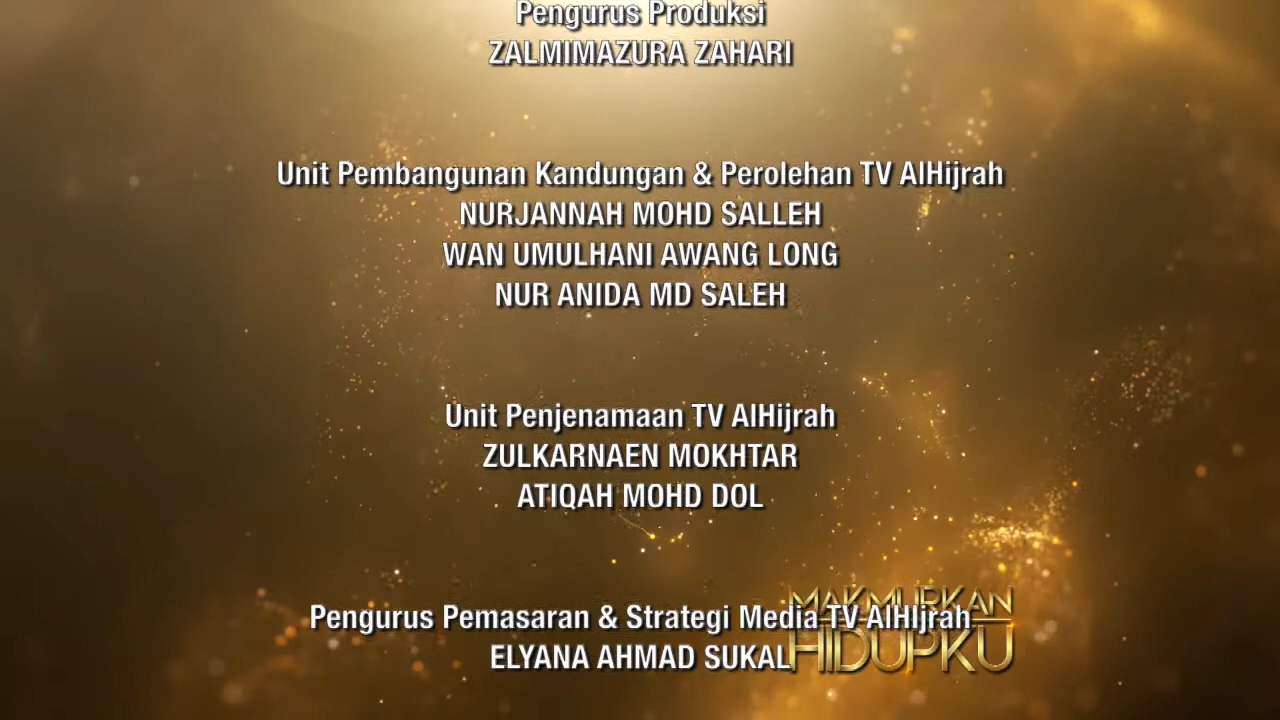 Pengurus Produksi
ZALMIMAZURA ZAHARI
Unit Pembangunan Kandungan & Perolehan TV AlHijrah
NURJANNAH MOHD SALLEH
WAN UMULHANI AWANG LONG
NUR ANIDA MD SALEH
Unit Penjenamaan TV AlHijrah
ZULKARNAEN MOKHTAR
ATIQAH MOHD DOL
Pengurus Pemasaran & Strategi Media TV AlHIjrah
ELYANA AHMAD SUKAL
MAKMURKAN
HIDUPKU